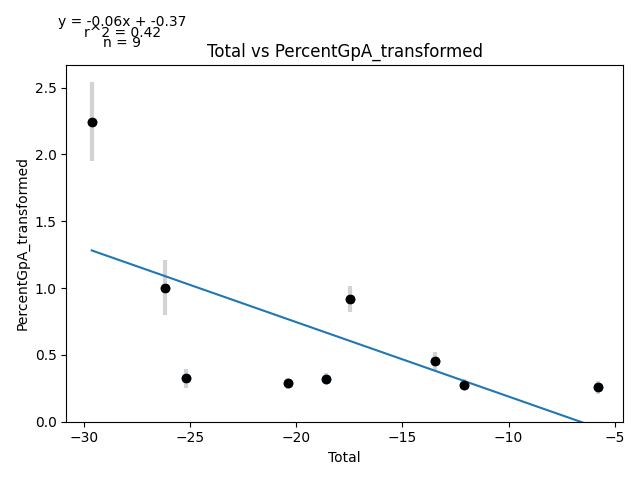 y = -0.06x + -0.37
r^2 = 0.42
n = 9
Total vs PercentGpA_transformed
PercentGpA_transformed
2.5
2.0
1.5
1.0
0.5
0.0
−30
−25
−20
−15
−10
−5
Total